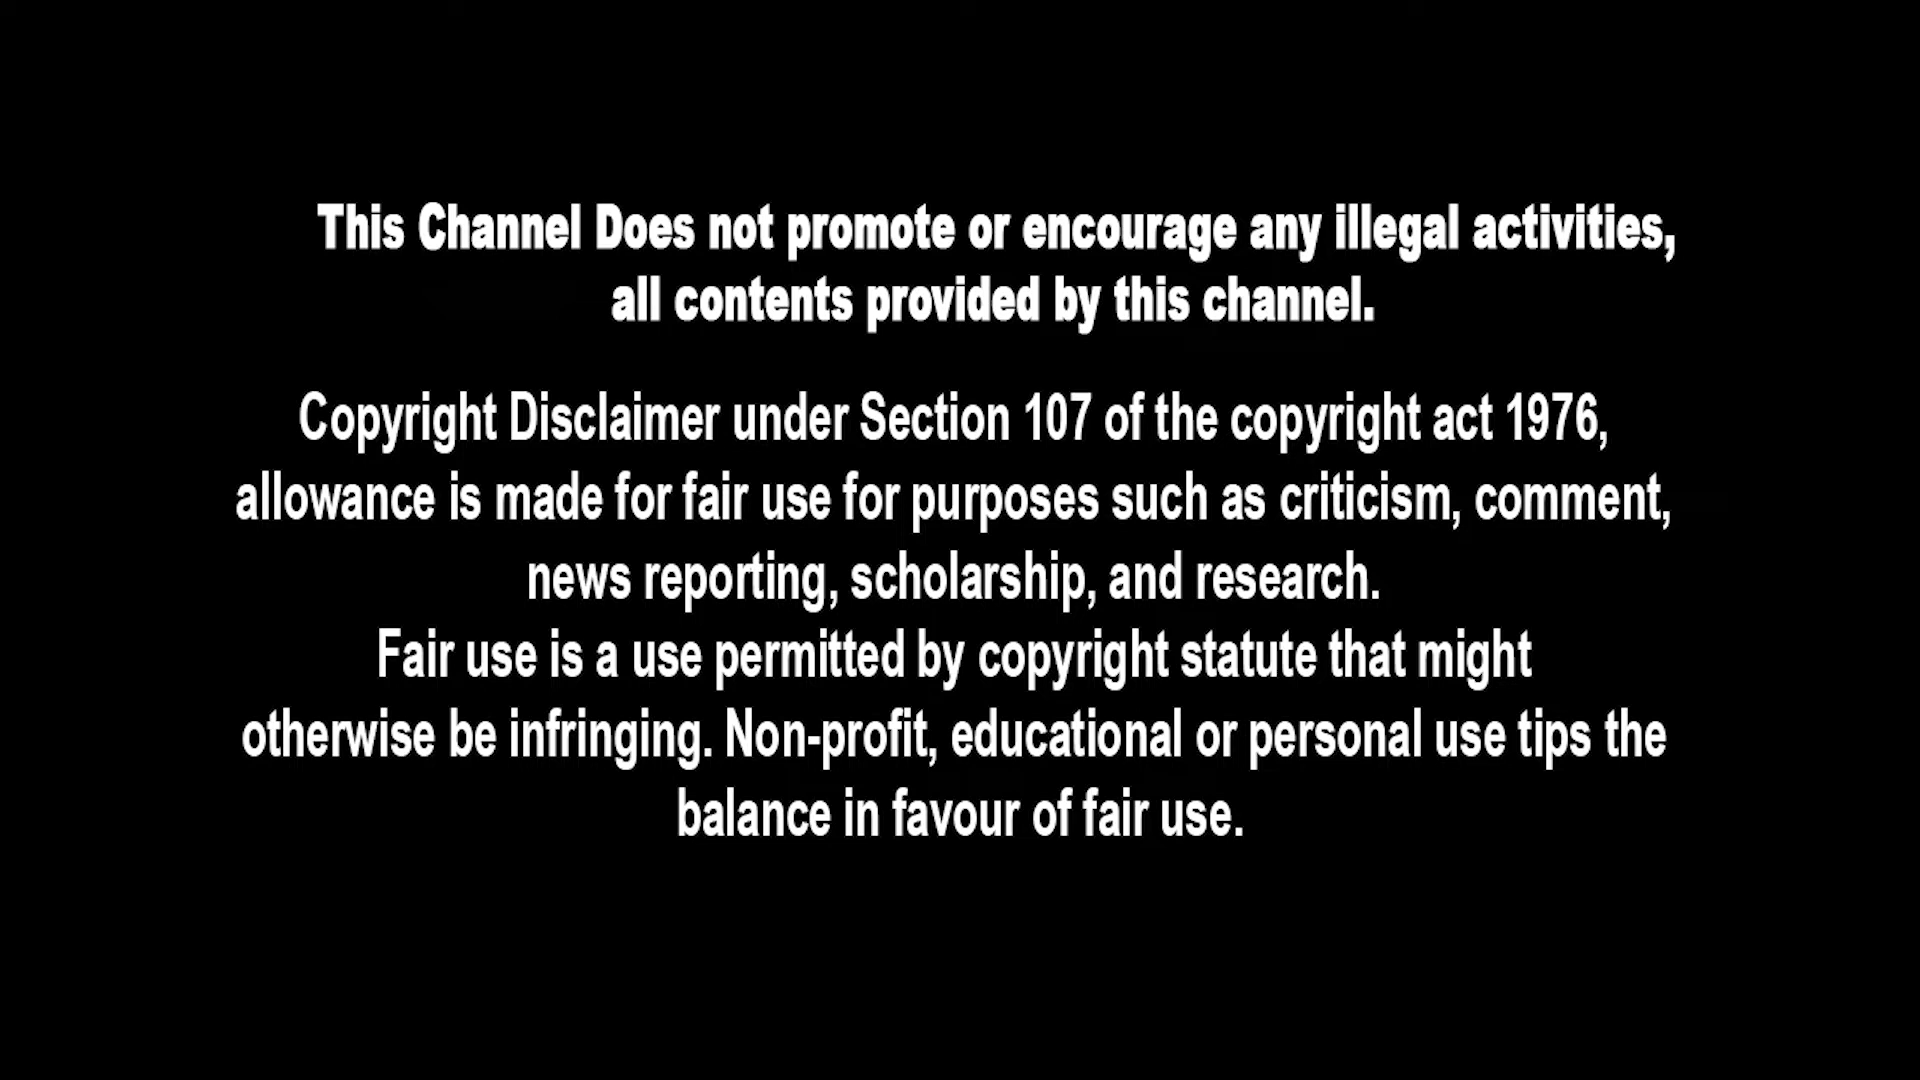 This Channel Does not promote or encourage any illegal activities,
all contents provided by this channel.
Copyright Disclaimer under Section 107 of the copyright act 1976,
allowance is made for fair use for purposes such as criticism, comment,
news reporting, scholarship, and research.
Fair use is a use permitted by copyright statute that might
otherwise be infringing. Non-profit, educational or personal use tips the
balance in favour of fair use.